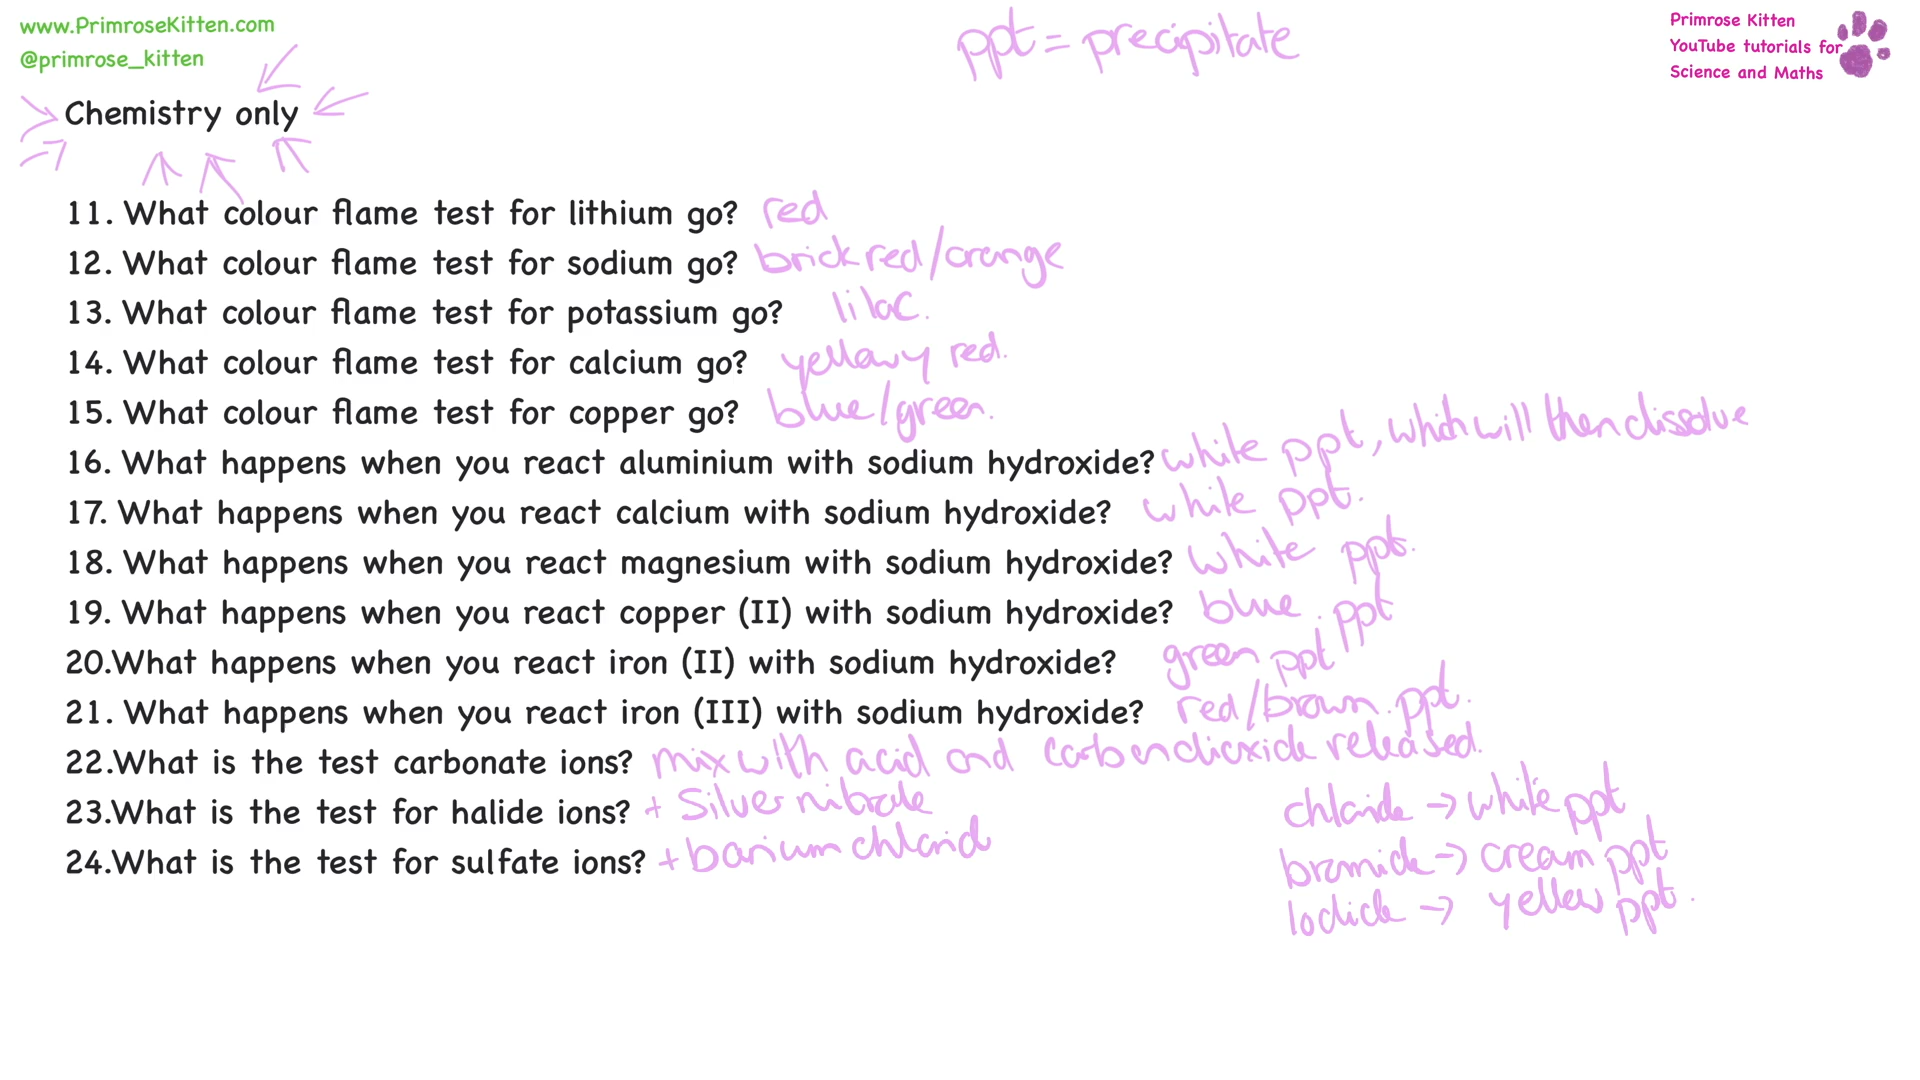 www.PrimroseKitten.com
@primrose_kitten
ppt = precipitate
Primrose Kitten
YouTube tutorials for
Science and Maths
Chemistry only
11. What colour flame test for lithium go? red
12. What colour flame test for sodium go? brick red/orange
13. What colour flame test for potassium go? lilac.
14. What colour flame test for calcium go? yellowy red.
15. What colour flame test for copper go? blue/green.
16. What happens when you react aluminium with sodium hydroxide? white ppt, which will then dissolve
17. What happens when you react calcium with sodium hydroxide? white ppt.
18. What happens when you react magnesium with sodium hydroxide? white ppt.
19. What happens when you react copper (II) with sodium hydroxide? blue. ppt
20.What happens when you react iron (II) with sodium hydroxide? green ppt
21. What happens when you react iron (III) with sodium hydroxide? red/brown. ppt.
22.What is the test carbonate ions? mix with acid and carbondioxide released.
23.What is the test for halide ions? + Silver nitrate
24.What is the test for sulfate ions? + barium chlorid
chloride → white ppt
bromide → cream ppt
Iodide → yellow ppt.